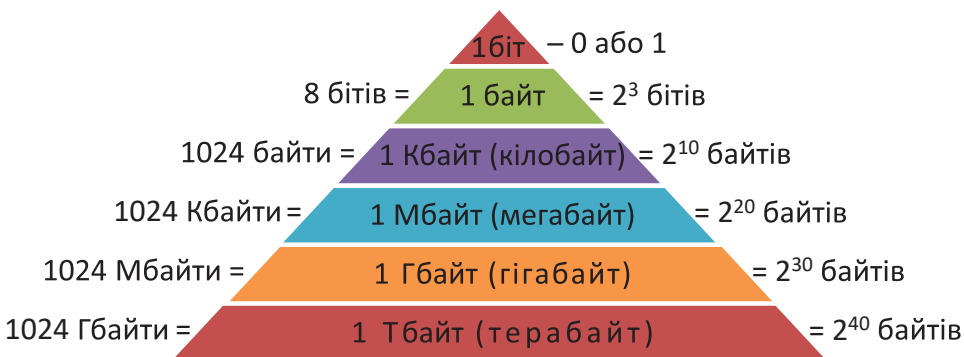 1біт – 0 або 1
8 бітів = 1 байт = 2³ бітів
1024 байти = 1 Кбайт (кілобайт) = 2¹⁰ байтів
1024 Кбайти = 1 Мбайт (мегабайт) = 2²⁰ байтів
1024 Мбайти = 1 Гбайт (гігабайт) = 2³⁰ байтів
1024 Гбайти = 1 Тбайт (терабайт) = 2⁴⁰ байтів